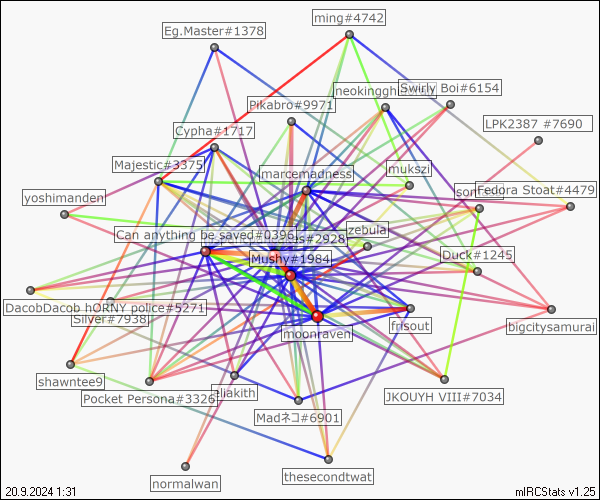 ming#4742
Eg.Master#1378
neokinggh
Swirly Boi#6154
Pikabro#9971
LPK2387 #7690
Cypha#1717
Majestic#3375
marcemadness
mukszi
Fedora Stoat#4479
yoshimanden
zebula
Can anything be saved#0396
s#2928
Mushy#1984
Duck#1245
DacobDacob hORNY police#5271
Silver#7938
moonraven
frisout
bigcitysamurai
shawntee9
Pocket Persona#3326
eliakith
JKOUYH VIII#7034
Madネコ#6901
normalwan
thesecondtwat
20.9.2024 1:31
mIRCStats v1.25